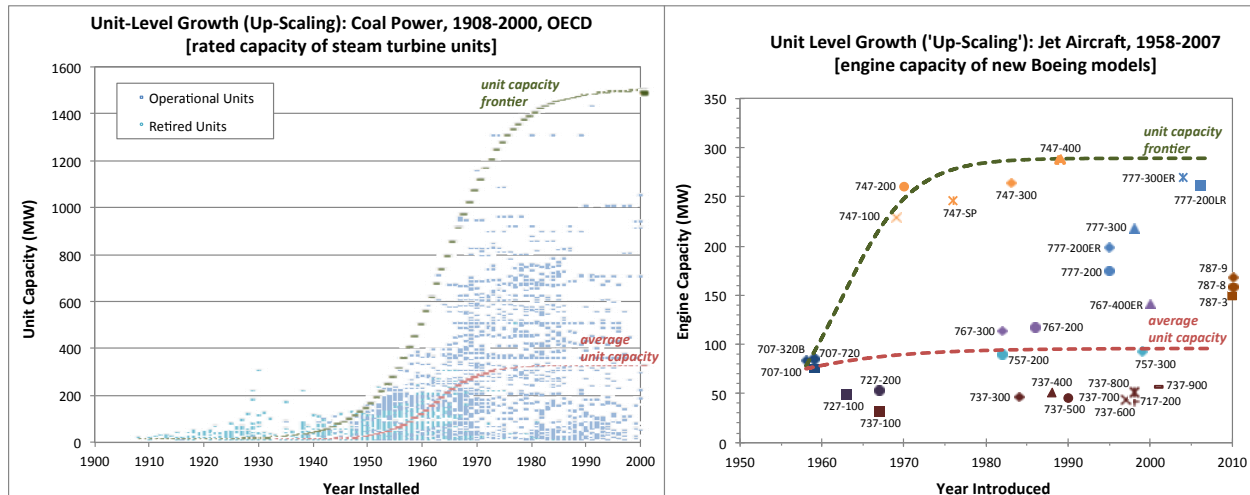 Unit-Level Growth (Up-Scaling): Coal Power, 1908-2000, OECD
[rated capacity of steam turbine units]
1600
1400
1200
1000
800
600
400
200
0
Unit Capacity (MW)
Operational Units
Retired Units
unit capacity
frontier
average
unit capacity
1900 1910 1920 1930 1940 1950 1960 1970 1980 1990 2000
Year Installed
Unit Level Growth ('Up-Scaling'): Jet Aircraft, 1958-2007
[engine capacity of new Boeing models]
350
300
250
200
150
100
50
0
Engine Capacity (MW)
unit capacity
frontier
747-400
747-200
747-300
777-300ER
747-100
747-SP
777-200LR
777-300
777-200ER
777-200
787-9
787-8
787-3
767-400ER
767-300
767-200
average
unit capacity
707-320B
707-720
707-100
757-200
757-300
727-200
727-100
737-100
737-300
737-400
737-500
737-800
737-900
737-700
717-200
737-600
1950 1960 1970 1980 1990 2000 2010
Year Introduced